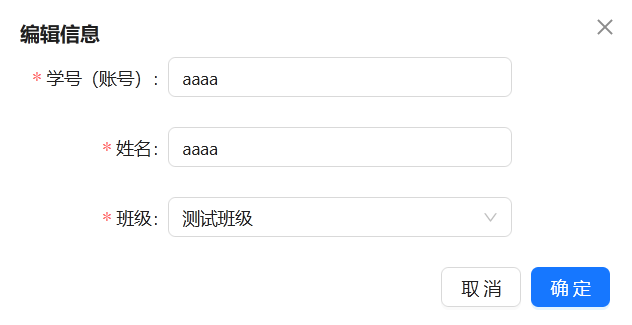 编辑信息
* 学号（账号）: aaaa
* 姓名: aaaa
* 班级: 测试班级
取 消 确 定